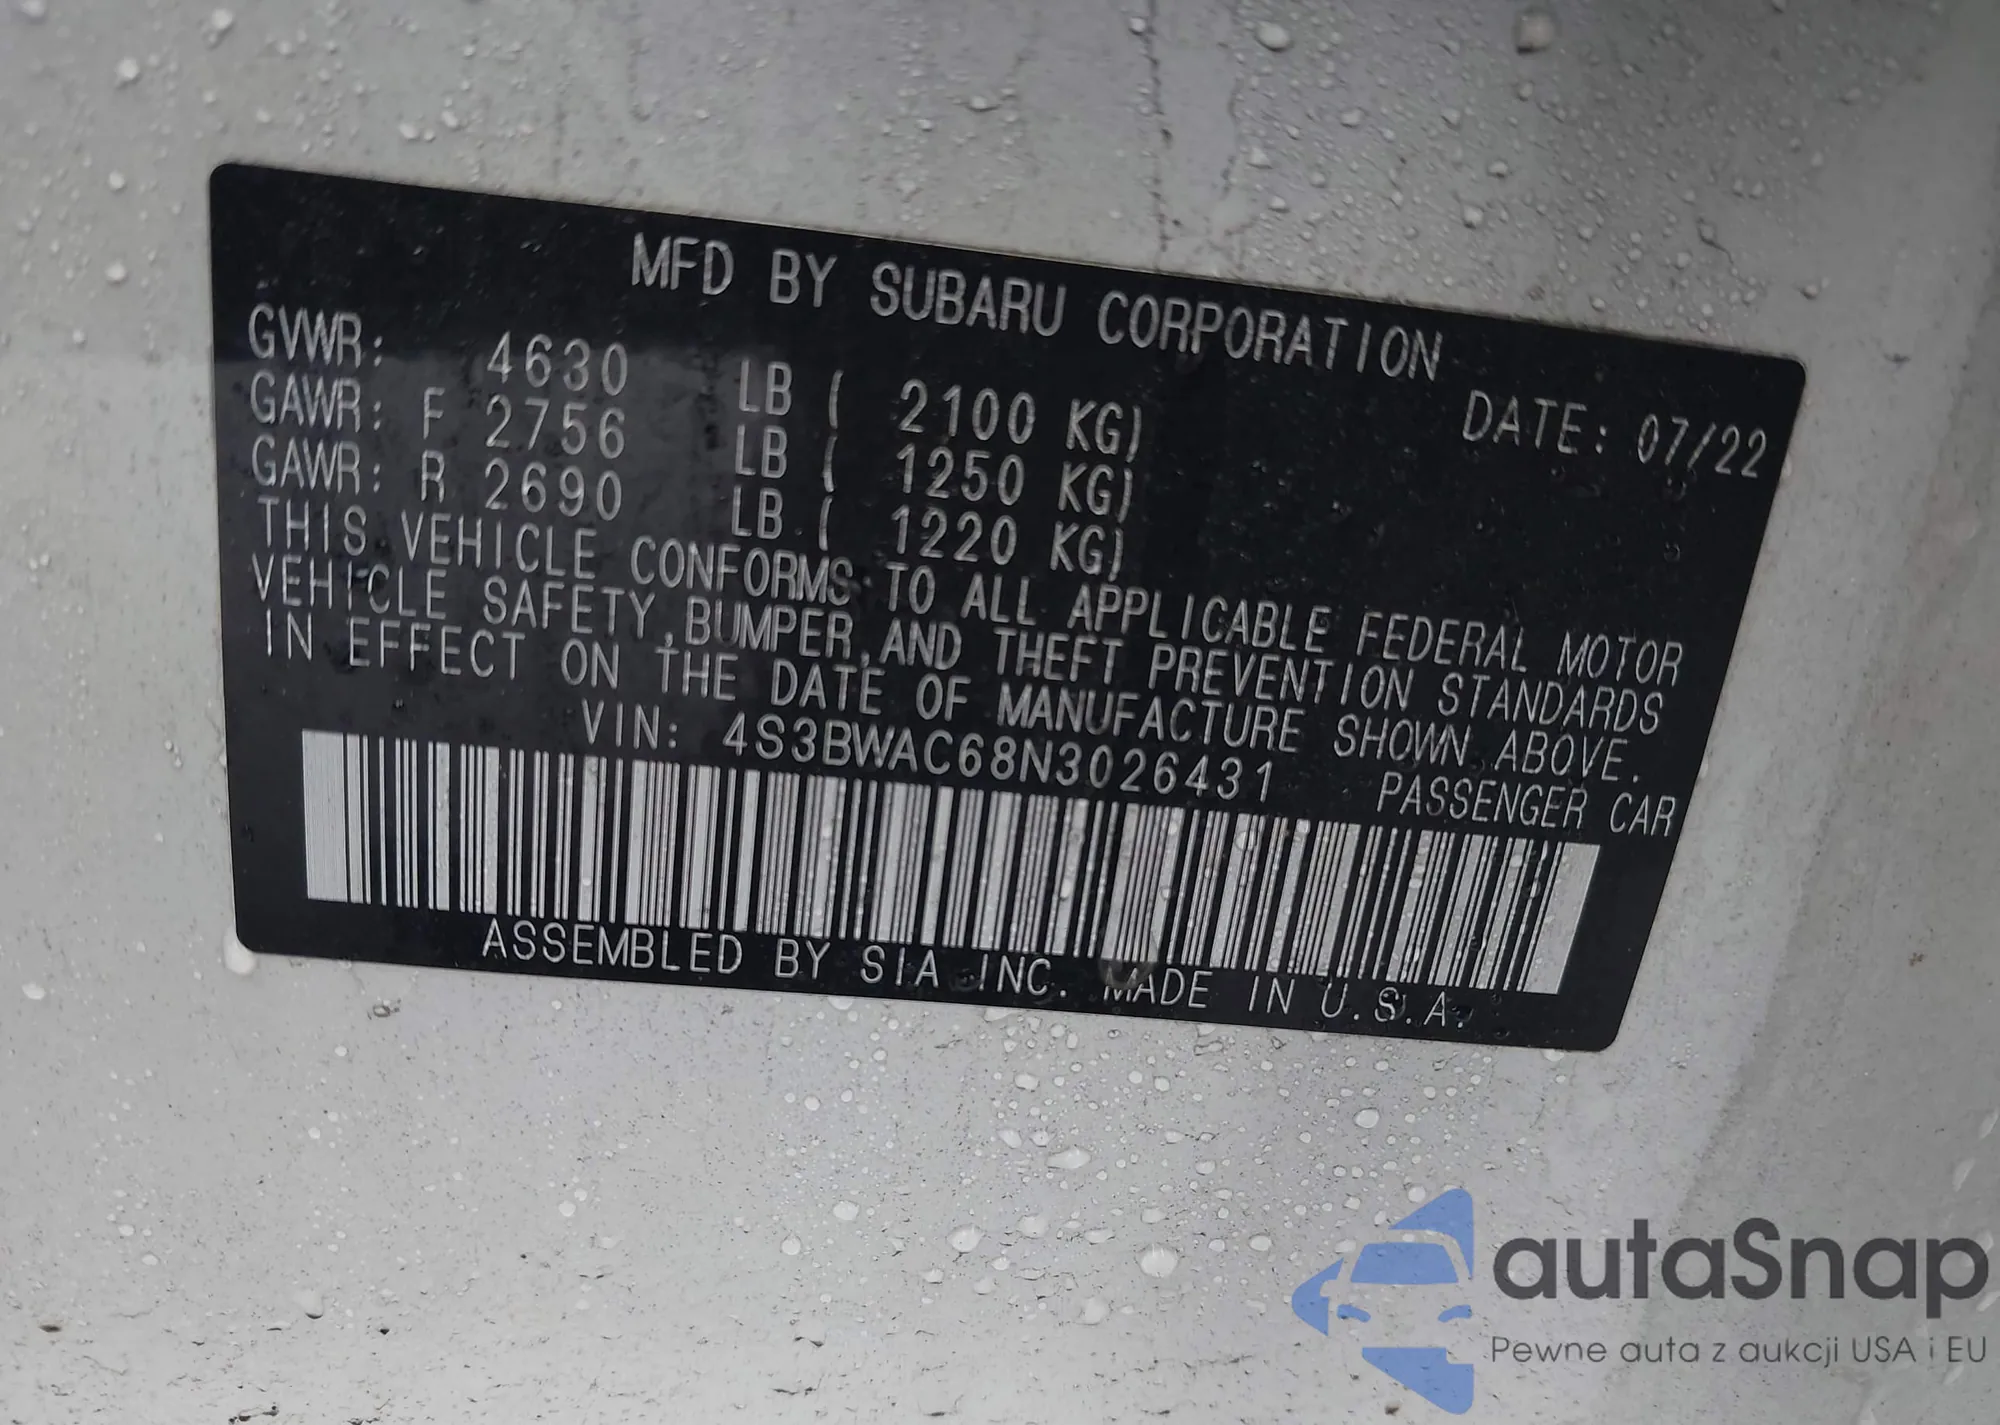 MFD BY SUBARU CORPORATION
GVWR: 4630 LB ( 2100 KG) DATE: 07/22
GAWR: F 2756 LB ( 1250 KG)
GAWR: R 2690 LB ( 1220 KG)
THIS VEHICLE CONFORMS TO ALL APPLICABLE FEDERAL MOTOR
VEHICLE SAFETY, BUMPER, AND THEFT PREVENTION STANDARDS
IN EFFECT ON THE DATE OF MANUFACTURE SHOWN ABOVE.
VIN: 4S3BWAC68N3026431 PASSENGER CAR
ASSEMBLED BY SIA INC. MADE IN U.S.A.
autaSnap
Pewne auta z aukcji USA i EU